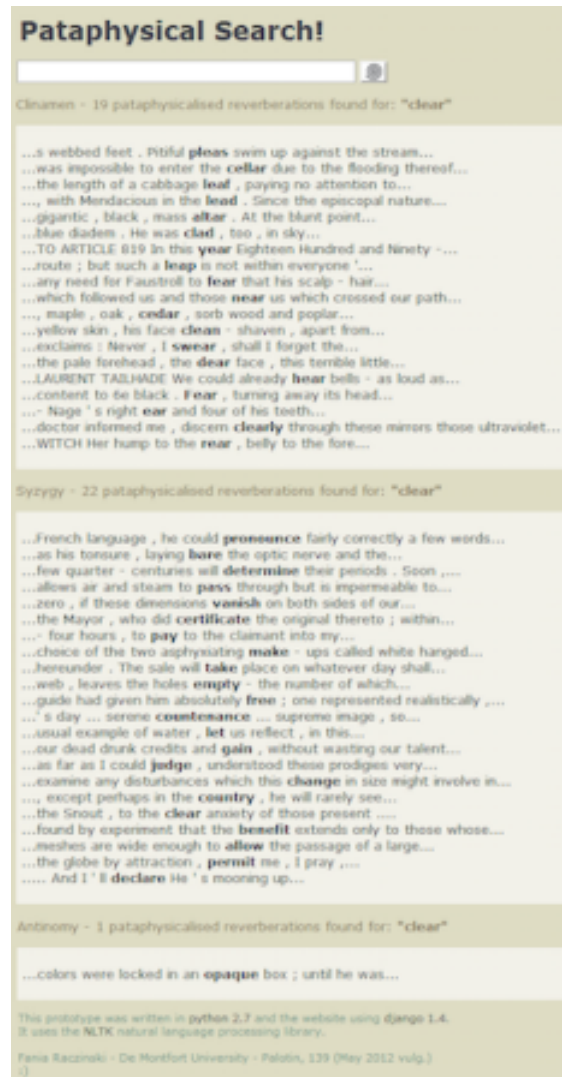 Pataphysical Search!
Clinamen - 19 pataphysicalised reverberations found for: "clear"
...s webbed feet . Pitiful pleas swim up against the stream...
...was impossible to enter the cellar due to the flooding thereof...
...the length of a cabbage leaf , paying no attention to...
..., with Mendacious in the lead . Since the episcopal nature...
...gigantic , black , mass altar . At the blunt point...
...blue diadem . He was clad , too , in sky...
...TO ARTICLE 819 In this year Eighteen Hundred and Ninety -...
...route ; but such a leap is not within everyone '...
...any need for Faustroll to fear that his scalp - hair...
...which followed us and those near us which crossed our path...
..., maple , oak , cedar , sorb wood and poplar...
...yellow skin , his face clean - shaven , apart from...
...exclaims : Never , I swear , shall I forget the...
...the pale forehead , the dear face , this terrible little...
...LAURENT TAILHADE We could already hear bells - as loud as...
...content to 6e black . Fear , turning away its head...
...- Nage ' s right ear and four of his teeth...
...doctor informed me , discern clearly through these mirrors those ultraviolet...
...WITCH Her hump to the rear , belly to the fore....
Syzygy - 22 pataphysicalised reverberations found for: "clear"
...French language , he could pronounce fairly correctly a few words...
...as his tonsure , laying bare the optic nerve and the...
...few quarter - centuries will determine their periods . Soon ,....
...allows air and steam to pass through but is impermeable to...
...zero , if these dimensions vanish on both sides of our...
...the Mayor , who did certificate the original thereto ; within...
...- four hours , to pay to the claimant into my...
...choice of the two asphyxiating make - ups called white hanged...
...hereunder . The sale will take place on whatever day shall...
...web , leaves the holes empty - the number of which...
...guide had given him absolutely free ; one represented realistically ,...
...' s day ... serene countenance .... supreme image , so....
...usual example of water , let us reflect , in this...
...our dead drunk credits and gain , without wasting our talent...
...as far as I could judge , understood these prodigies very...
...examine any disturbances which this change in size might involve in...
..., except perhaps in the country , he will rarely see...
...the Snout , to the clear anxiety of those present .....
...found by experiment that the benefit extends only to those whose....
...meshes are wide enough to allow the passage of a large....
...the globe by attraction , permit me , I pray ,....
..... And I ' ll declare He ' s mooning up...
Antinomy - 1 pataphysicalised reverberations found for: "clear"
...colors were locked in an opaque box ; until he was...
This prototype was written in python 2.7 and the website using django 1.4.
It uses the NLTK natural language processing library.
Fania Raczinski - De Montfort University - Palotin, 139 (May 2012 vulg.)
:)